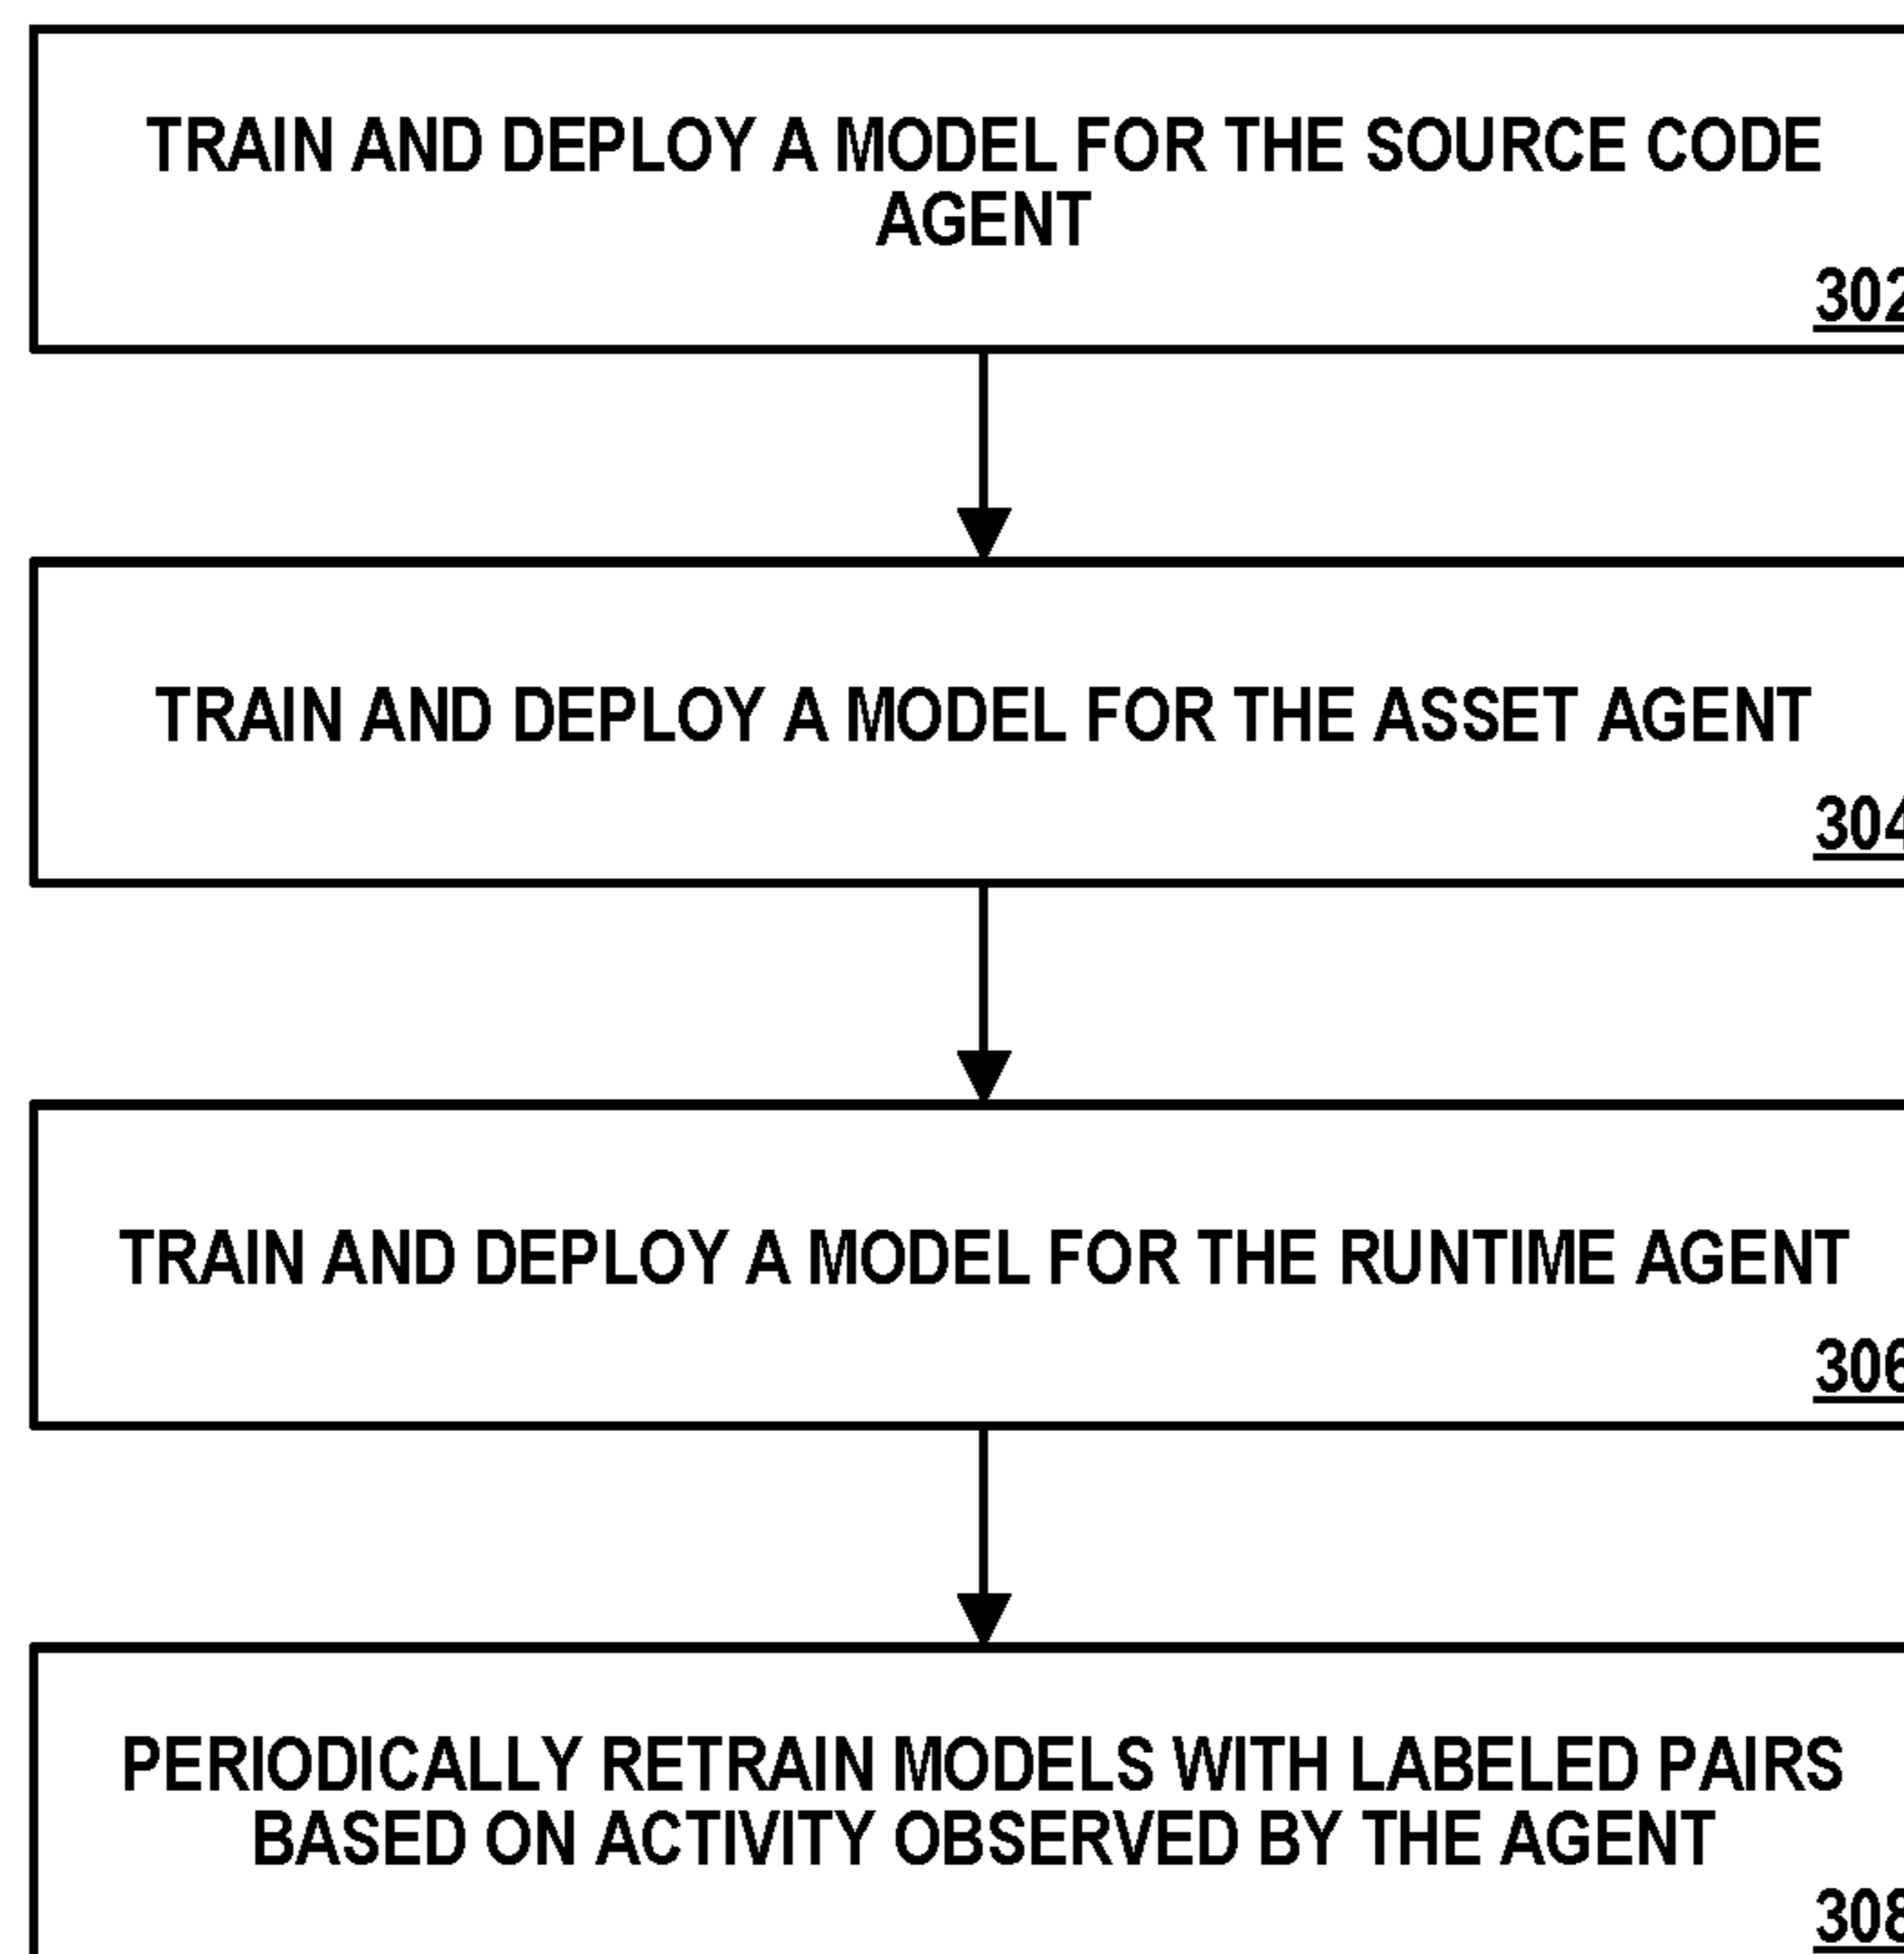 TRAIN AND DEPLOY A MODEL FOR THE SOURCE CODE
AGENT
302
TRAIN AND DEPLOY A MODEL FOR THE ASSET AGENT
304
TRAIN AND DEPLOY A MODEL FOR THE RUNTIME AGENT
306
PERIODICALLY RETRAIN MODELS WITH LABELED PAIRS
BASED ON ACTIVITY OBSERVED BY THE AGENT
308